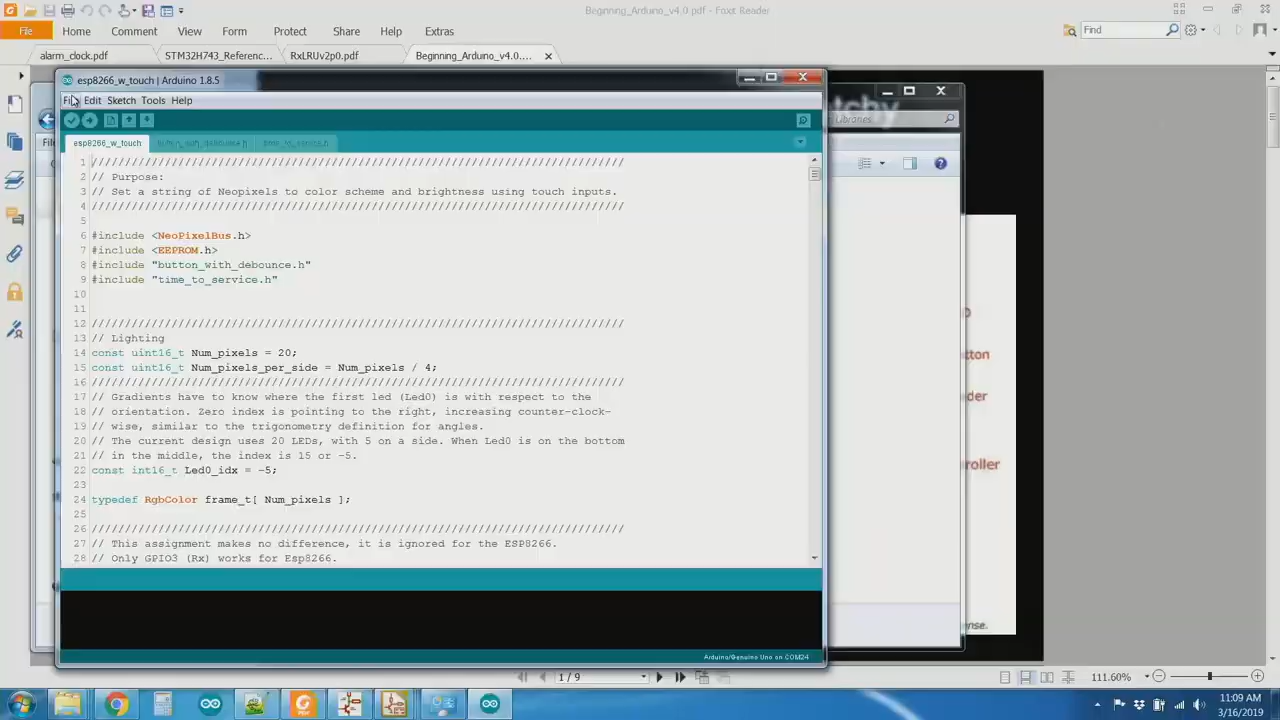 Beginning_Arduino_v4.0.pdf - Foxit Reader
File Home Comment View Form Protect Share Help Extras Find
alarm_clock.pdf STM32H743_Referenc... RxLRUv2p0.pdf Beginning_Arduino_v4.0....
esp8266_w_touch | Arduino 1.8.5
Edit Sketch Tools Help
Libraries
esp8266_w_touch button_with_debounce.h time_to_service.h
1 ////////////////////////////////////////////////////////////////////////////////
2 // Purpose:
3 // Set a string of Neopixels to color scheme and brightness using touch inputs.
4 ////////////////////////////////////////////////////////////////////////////////
5
6 #include <NeoPixelBus.h>
7 #include <EEPROM.h>
8 #include "button_with_debounce.h"
9 #include "time_to_service.h"
10
11
12 ////////////////////////////////////////////////////////////////////////////////
13 // Lighting
14 const uint16_t Num_pixels = 20;
15 const uint16_t Num_pixels_per_side = Num_pixels / 4;
16 ////////////////////////////////////////////////////////////////////////////////
17 // Gradients have to know where the first led (Led0) is with respect to the
18 // orientation. Zero index is pointing to the right, increasing counter-clock-
19 // wise, similar to the trigonometry definition for angles.
20 // The current design uses 20 LEDs, with 5 on a side. When Led0 is on the bottom
21 // in the middle, the index is 15 or -5.
22 const int16_t Led0_idx = -5;
23
24 typedef RgbColor frame_t[ Num_pixels ];
25
26 ////////////////////////////////////////////////////////////////////////////////
27 // This assignment makes no difference, it is ignored for the ESP8266.
28 // Only GPIO3 (Rx) works for Esp8266.
Arduino/Genuino Uno on COM24
1 / 9 111.60%
11:09 AM
3/16/2019